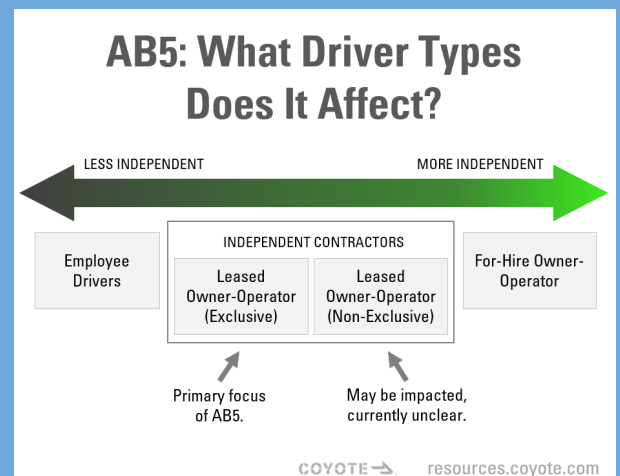 AB5: What Driver Types
Does It Affect?
LESS INDEPENDENT
MORE INDEPENDENT
Employee
Drivers
INDEPENDENT CONTRACTORS
Leased
Owner-Operator
(Exclusive)
Leased
Owner-Operator
(Non-Exclusive)
For-Hire Owner-
Operator
Primary focus
of AB5.
May be impacted,
currently unclear.
COYOTE
resources.coyote.com